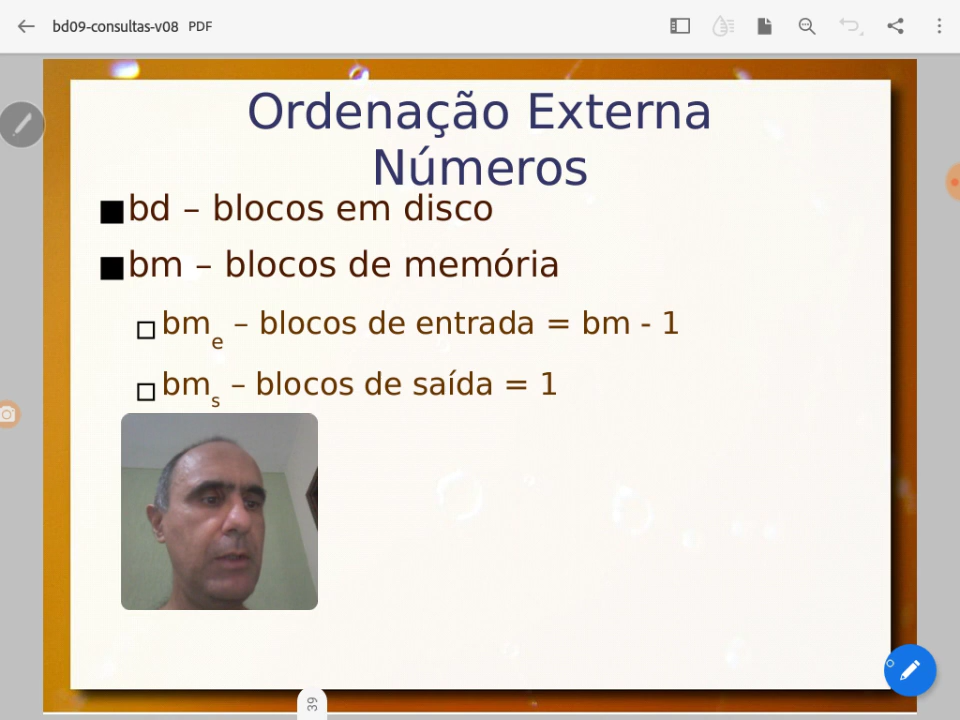 bd09-consultas-v08 PDF
Ordenação Externa
Números
bd – blocos em disco
bm – blocos de memória
bme – blocos de entrada = bm - 1
bms – blocos de saída = 1
39